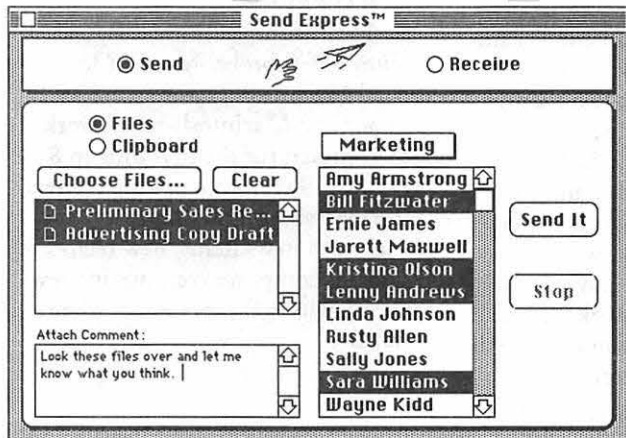 Send Express™
Send
Receive
Files
Clipboard
Choose Files...
Clear
Preliminary Sales Re...
Advertising Copy Draft
Attach Comment:
Look these files over and let me
know what you think.
Marketing
Amy Armstrong
Bill Fitzwater
Ernie James
Jarett Maxwell
Kristina Olson
Lenny Andrews
Linda Johnson
Rusty Allen
Sally Jones
Sara Williams
Wayne Kidd
Send It
Stop